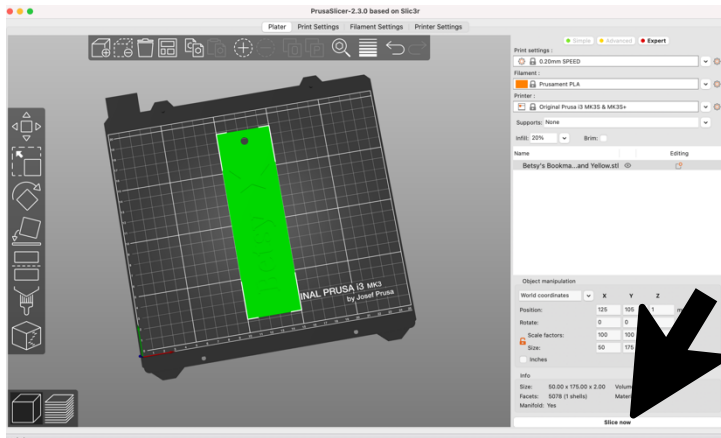 PrusaSlicer-2.3.0 based on Slic3r
Plater Print Settings Filament Settings Printer Settings
Simple Advanced Expert
Print settings :
0.20mm SPEED
Filament :
Prusament PLA
Printer :
Original Prusa i3 MK3S & MK3S+
Supports: None
Infill: 20% Brim:
Name Editing
Betsy's Bookma...and Yellow.stl
INAL PRUSA i3 MK3
by Josef Prusa
Object manipulation
World coordinates X Y Z
Position: 125 105 1
Rotate: 0 0
Scale factors: 100 100
Size: 50 175
Inches
Info
Size: 50.00 x 175.00 x 2.00
Facets: 5078 (1 shells)
Manifold: Yes
Slice now